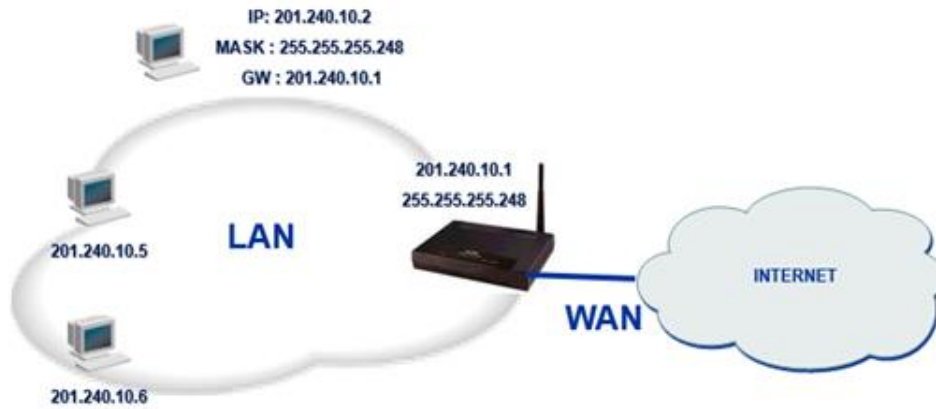 IP: 201.240.10.2
MASK : 255.255.255.248
GW : 201.240.10.1
201.240.10.1
255.255.255.248
201.240.10.5
LAN
INTERNET
WAN
201.240.10.6